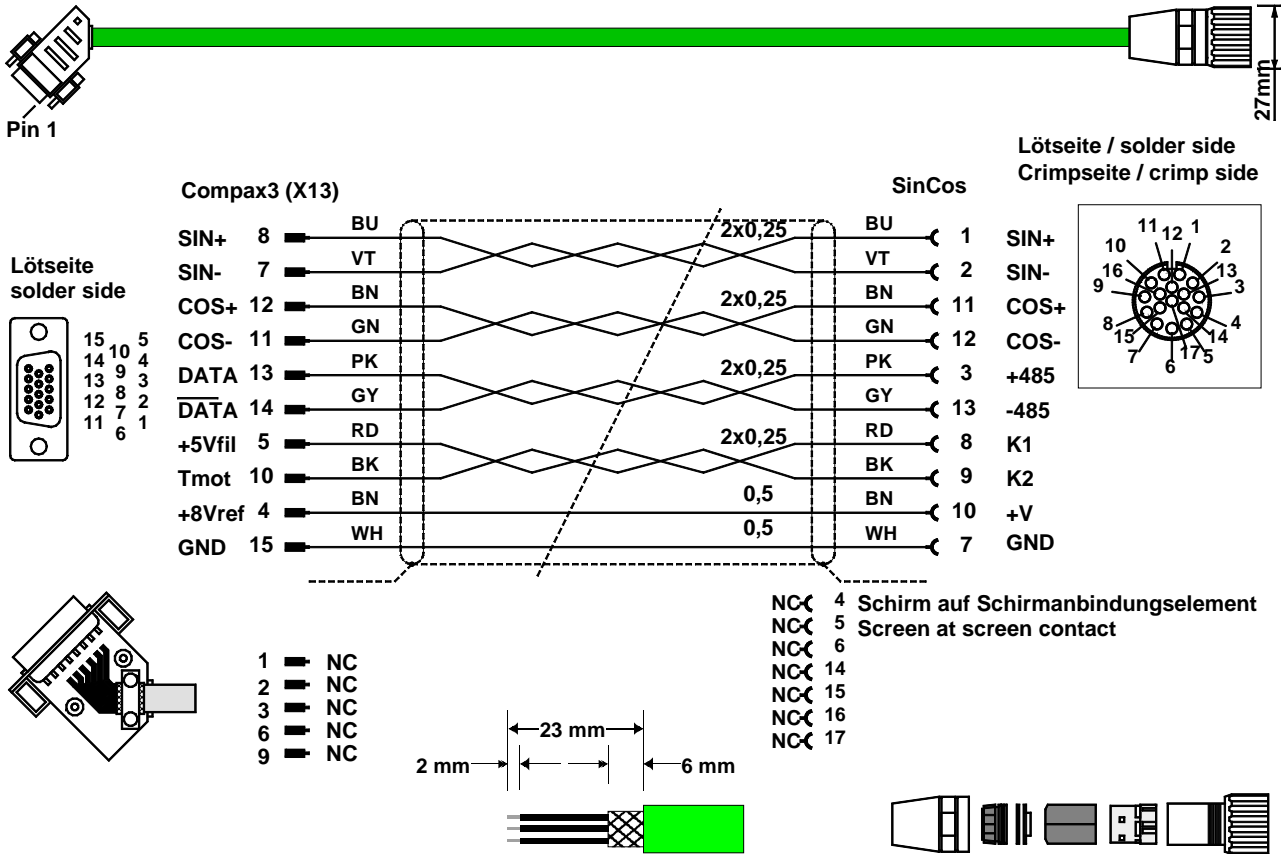 Pin 1
27mm
Lötseite / solder side
Crimpseite / crimp side
Compax3 (X13)
SinCos
Lötseite
solder side
15 5
10
14 4
9
13 3
8
12 2
7
11 1
6
SIN+ 8 BU 2x0,25 BU 1 SIN+
SIN- 7 VT VT 2 SIN-
COS+ 12 BN 2x0,25 BN 11 COS+
COS- 11 GN GN 12 COS-
DATA 13 PK 2x0,25 PK 3 +485
D̅A̅T̅A̅ 14 GY GY 13 -485
+5Vfil 5 RD 2x0,25 RD 8 K1
Tmot 10 BK BK 9 K2
+8Vref 4 BN 0,5 BN 10 +V
GND 15 WH 0,5 WH 7 GND
11 12 1
10 2
16 13
9 3
8 4
15 14
7 17 5
6
NC 4 Schirm auf Schirmanbindungselement
NC 5 Screen at screen contact
NC 6
NC 14
NC 15
NC 16
NC 17
1 NC
2 NC
3 NC
6 NC
9 NC
23 mm
2 mm 6 mm